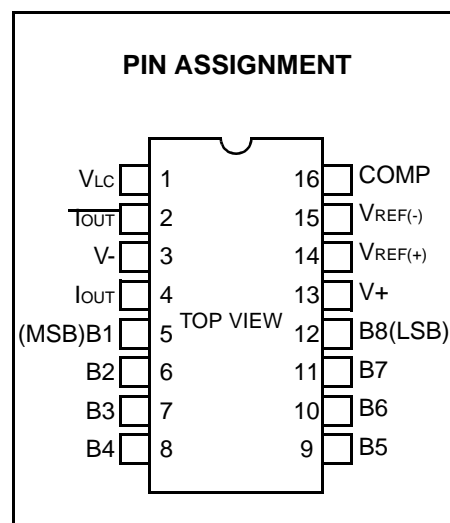 PIN ASSIGNMENT
VLC 1 16 COMP
I̅O̅U̅T̅ 2 15 VREF(-)
V- 3 14 VREF(+)
IOUT 4 13 V+
TOP VIEW
(MSB)B1 5 12 B8(LSB)
B2 6 11 B7
B3 7 10 B6
B4 8 9 B5